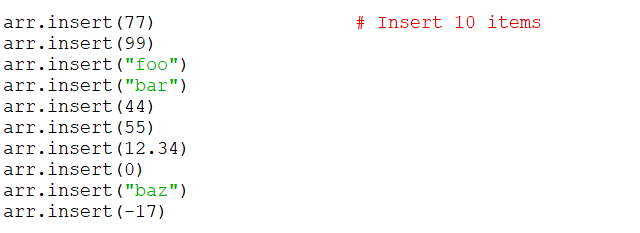 arr.insert(77)                 # Insert 10 items
arr.insert(99)
arr.insert("foo")
arr.insert("bar")
arr.insert(44)
arr.insert(55)
arr.insert(12.34)
arr.insert(0)
arr.insert("baz")
arr.insert(-17)